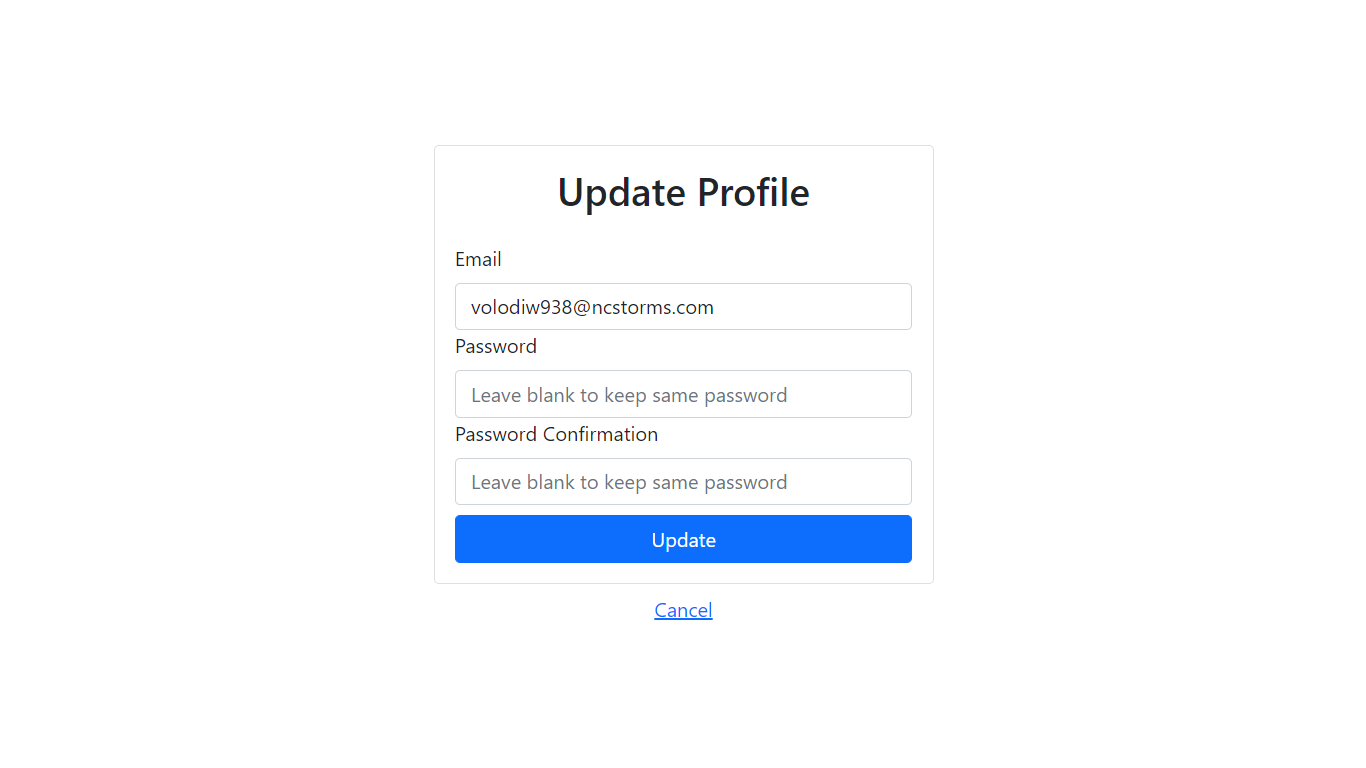 Update Profile
Email
volodiw938@ncstorms.com
Password
Leave blank to keep same password
Password Confirmation
Leave blank to keep same password
Update
Cancel